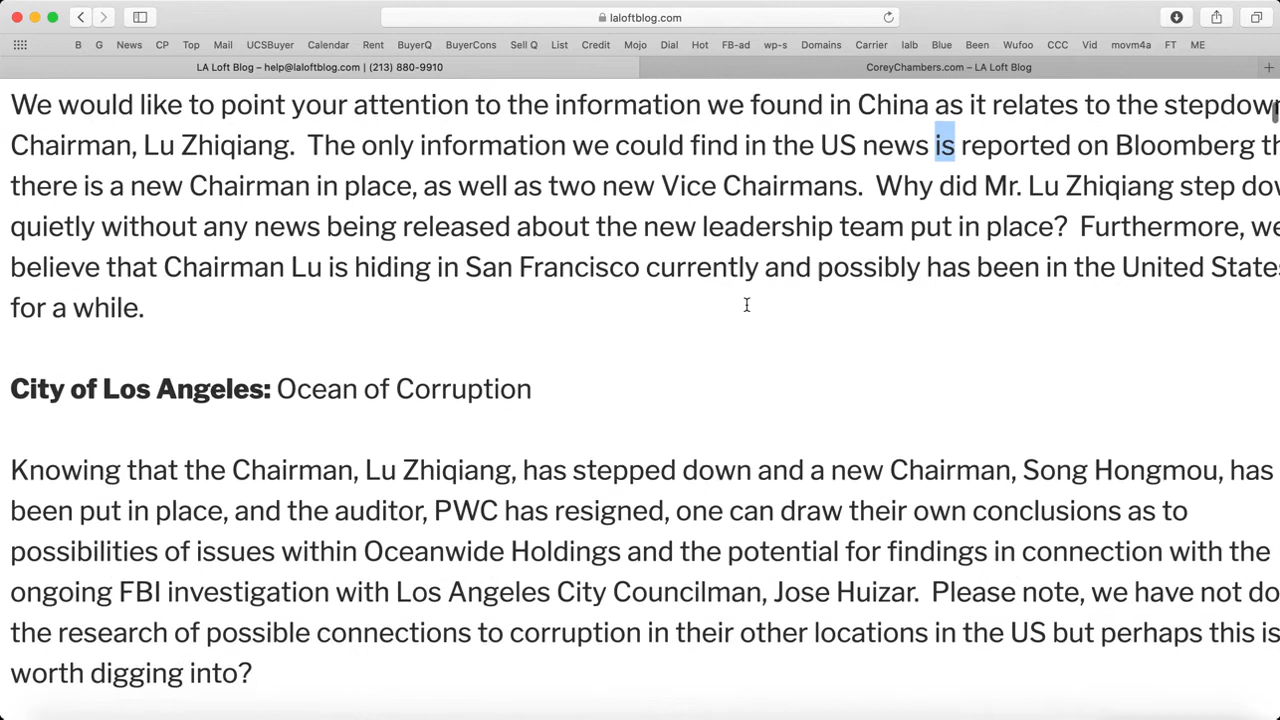 laloftblog.com
B G News CP Top Mail UCSBuyer Calendar Rent BuyerQ BuyerCons Sell Q List Credit Mojo Dial Hot FB-ad wp-s Domains Carrier lalb Blue Been Wufoo CCC Vid movm4a FT ME
LA Loft Blog – help@laloftblog.com | (213) 880-9910 CoreyChambers.com – LA Loft Blog
We would like to point your attention to the information we found in China as it relates to the stepdown
Chairman, Lu Zhiqiang. The only information we could find in the US news is reported on Bloomberg th
there is a new Chairman in place, as well as two new Vice Chairmans. Why did Mr. Lu Zhiqiang step dow
quietly without any news being released about the new leadership team put in place? Furthermore, we
believe that Chairman Lu is hiding in San Francisco currently and possibly has been in the United States
for a while.
City of Los Angeles: Ocean of Corruption
Knowing that the Chairman, Lu Zhiqiang, has stepped down and a new Chairman, Song Hongmou, has
been put in place, and the auditor, PWC has resigned, one can draw their own conclusions as to
possibilities of issues within Oceanwide Holdings and the potential for findings in connection with the
ongoing FBI investigation with Los Angeles City Councilman, Jose Huizar. Please note, we have not do
the research of possible connections to corruption in their other locations in the US but perhaps this is
worth digging into?